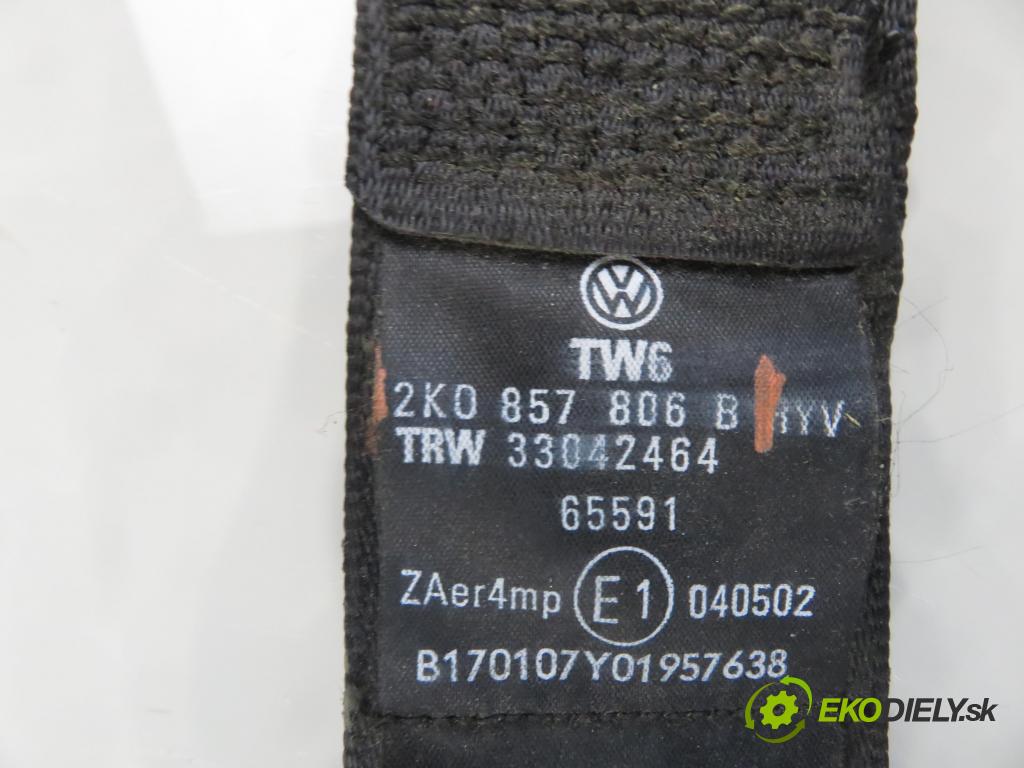 TW6
2K0 857 806 B
TRW 33042464
65591
ZAer4mp E1 040502
B170107Y01957638
EKODIELY.sk